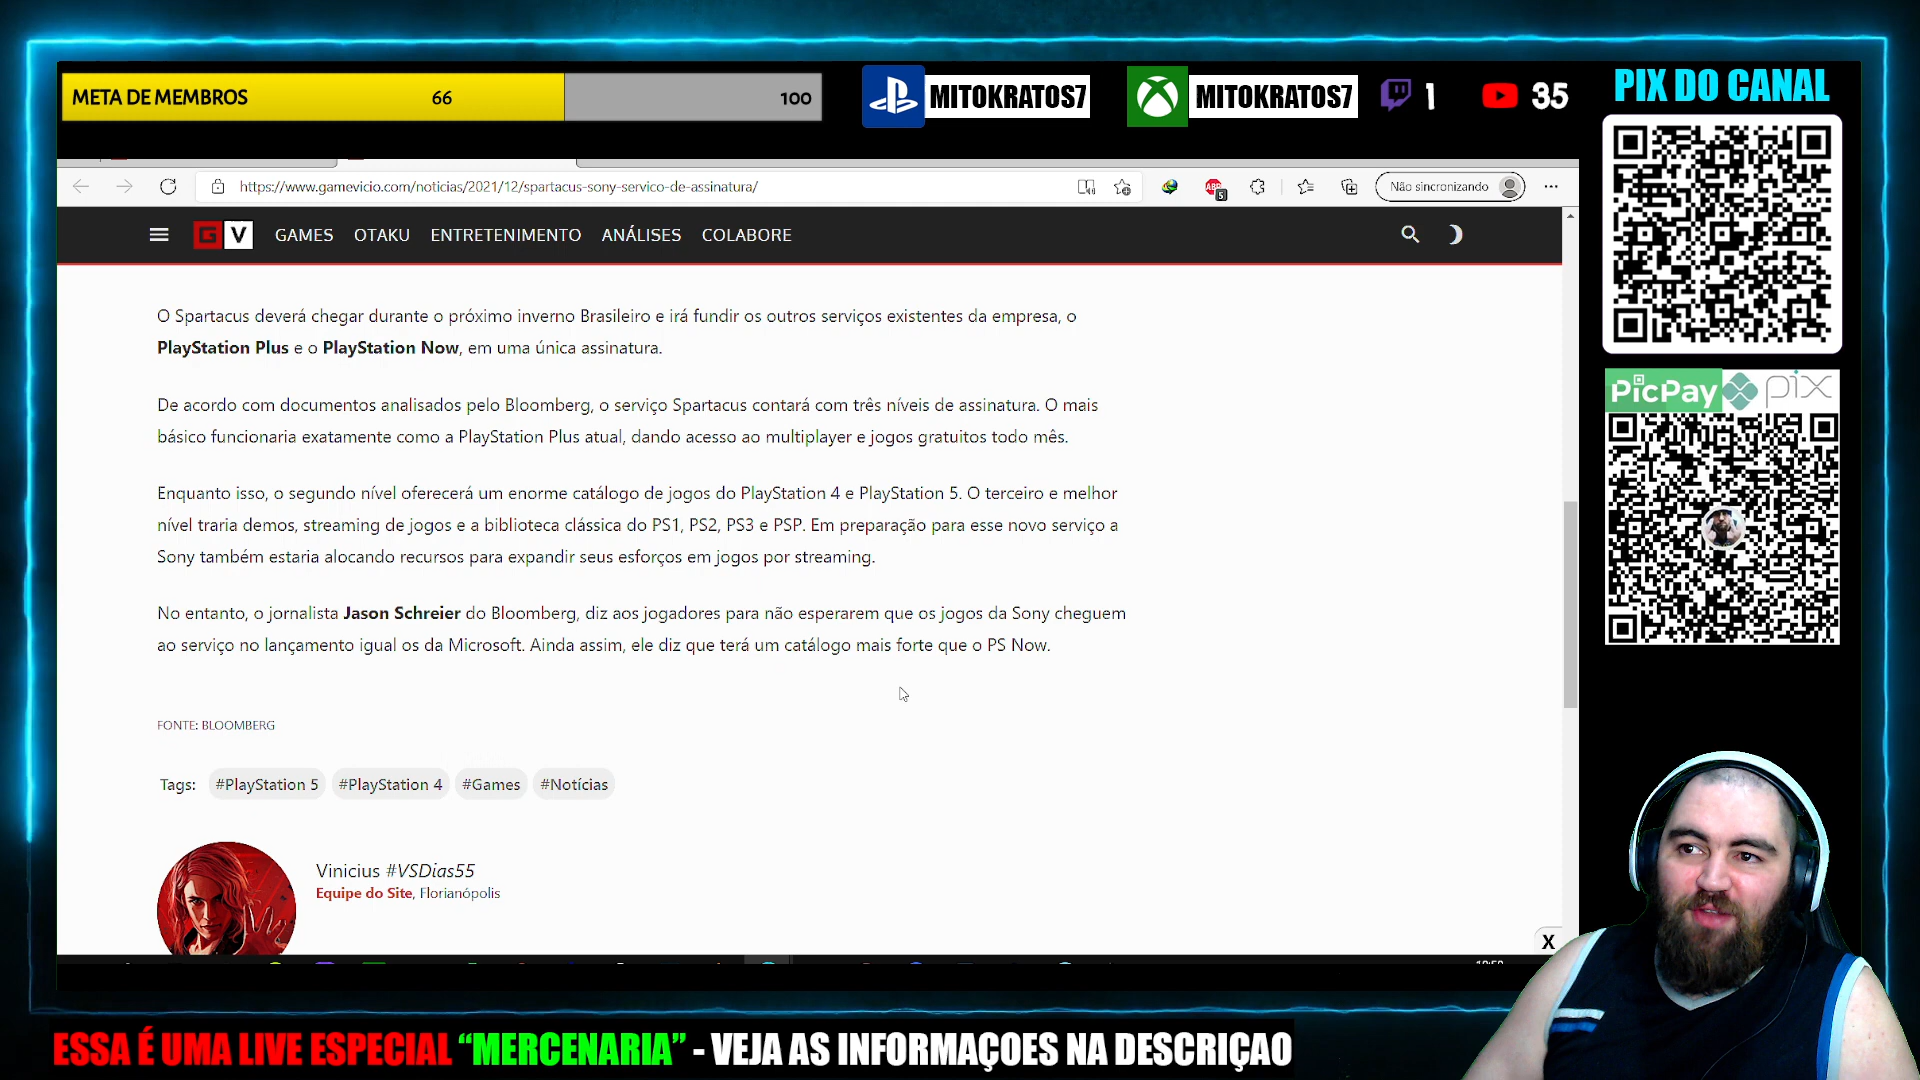 META DE MEMBROS 66 100
MITOKRATOS7
MITOKRATOS7
1
35
PIX DO CANAL
https://www.gamevicio.com/noticias/2021/12/spartacus-sony-servico-de-assinatura/
ABP 5
Não sincronizando
G V GAMES OTAKU ENTRETENIMENTO ANÁLISES COLABORE
O Spartacus deverá chegar durante o próximo inverno Brasileiro e irá fundir os outros serviços existentes da empresa, o
PlayStation Plus e o PlayStation Now, em uma única assinatura.
De acordo com documentos analisados pelo Bloomberg, o serviço Spartacus contará com três níveis de assinatura. O mais
básico funcionaria exatamente como a PlayStation Plus atual, dando acesso ao multiplayer e jogos gratuitos todo mês.
Enquanto isso, o segundo nível oferecerá um enorme catálogo de jogos do PlayStation 4 e PlayStation 5. O terceiro e melhor
nível traria demos, streaming de jogos e a biblioteca clássica do PS1, PS2, PS3 e PSP. Em preparação para esse novo serviço a
Sony também estaria alocando recursos para expandir seus esforços em jogos por streaming.
No entanto, o jornalista Jason Schreier do Bloomberg, diz aos jogadores para não esperarem que os jogos da Sony cheguem
ao serviço no lançamento igual os da Microsoft. Ainda assim, ele diz que terá um catálogo mais forte que o PS Now.
FONTE: BLOOMBERG
Tags: #PlayStation 5 #PlayStation 4 #Games #Notícias
Vinicius #VSDias55
Equipe do Site, Florianópolis
X
PicPay pix
ESSA É UMA LIVE ESPECIAL “MERCENARIA” - VEJA AS INFORMAÇOES NA DESCRIÇAO